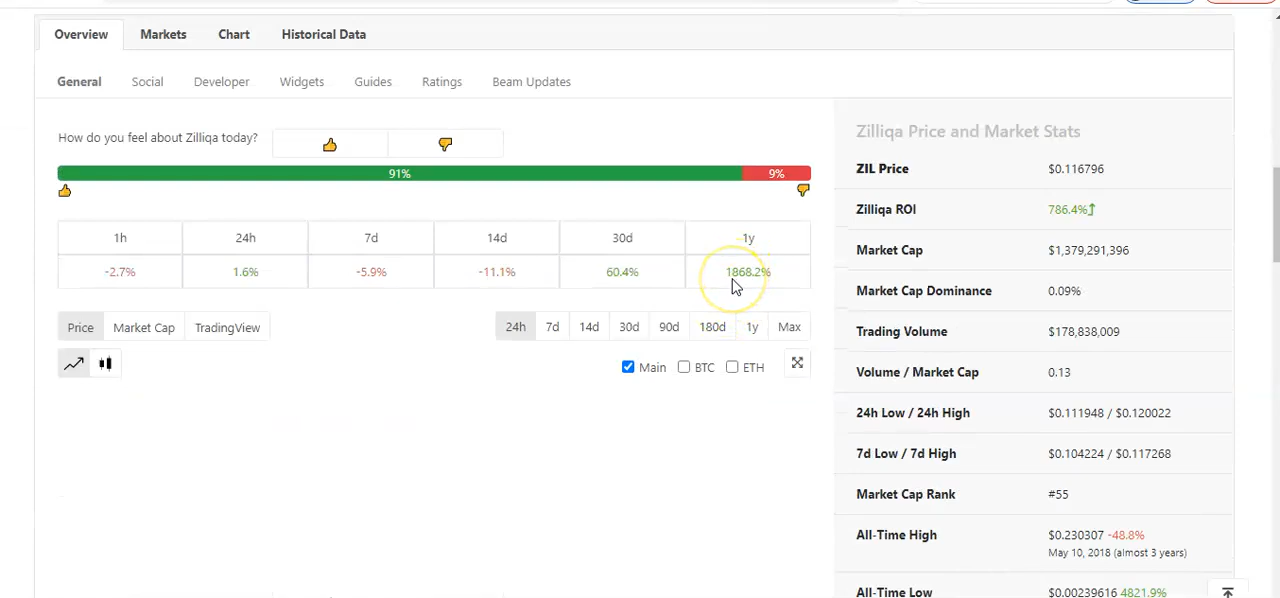 Overview Markets Chart Historical Data
General Social Developer Widgets Guides Ratings Beam Updates
How do you feel about Zilliqa today?
91% 9%
1h 24h 7d 14d 30d 1y
-2.7% 1.6% -5.9% -11.1% 60.4% 1868.2%
Price Market Cap TradingView
24h 7d 14d 30d 90d 180d 1y Max
Main BTC ETH
Zilliqa Price and Market Stats
ZIL Price $0.116796
Zilliqa ROI 786.4%
Market Cap $1,379,291,396
Market Cap Dominance 0.09%
Trading Volume $178,838,009
Volume / Market Cap 0.13
24h Low / 24h High $0.111948 / $0.120022
7d Low / 7d High $0.104224 / $0.117268
Market Cap Rank #55
All-Time High $0.230307 -48.8%
May 10, 2018 (almost 3 years)
All-Time Low $0.00239616 4821.9%